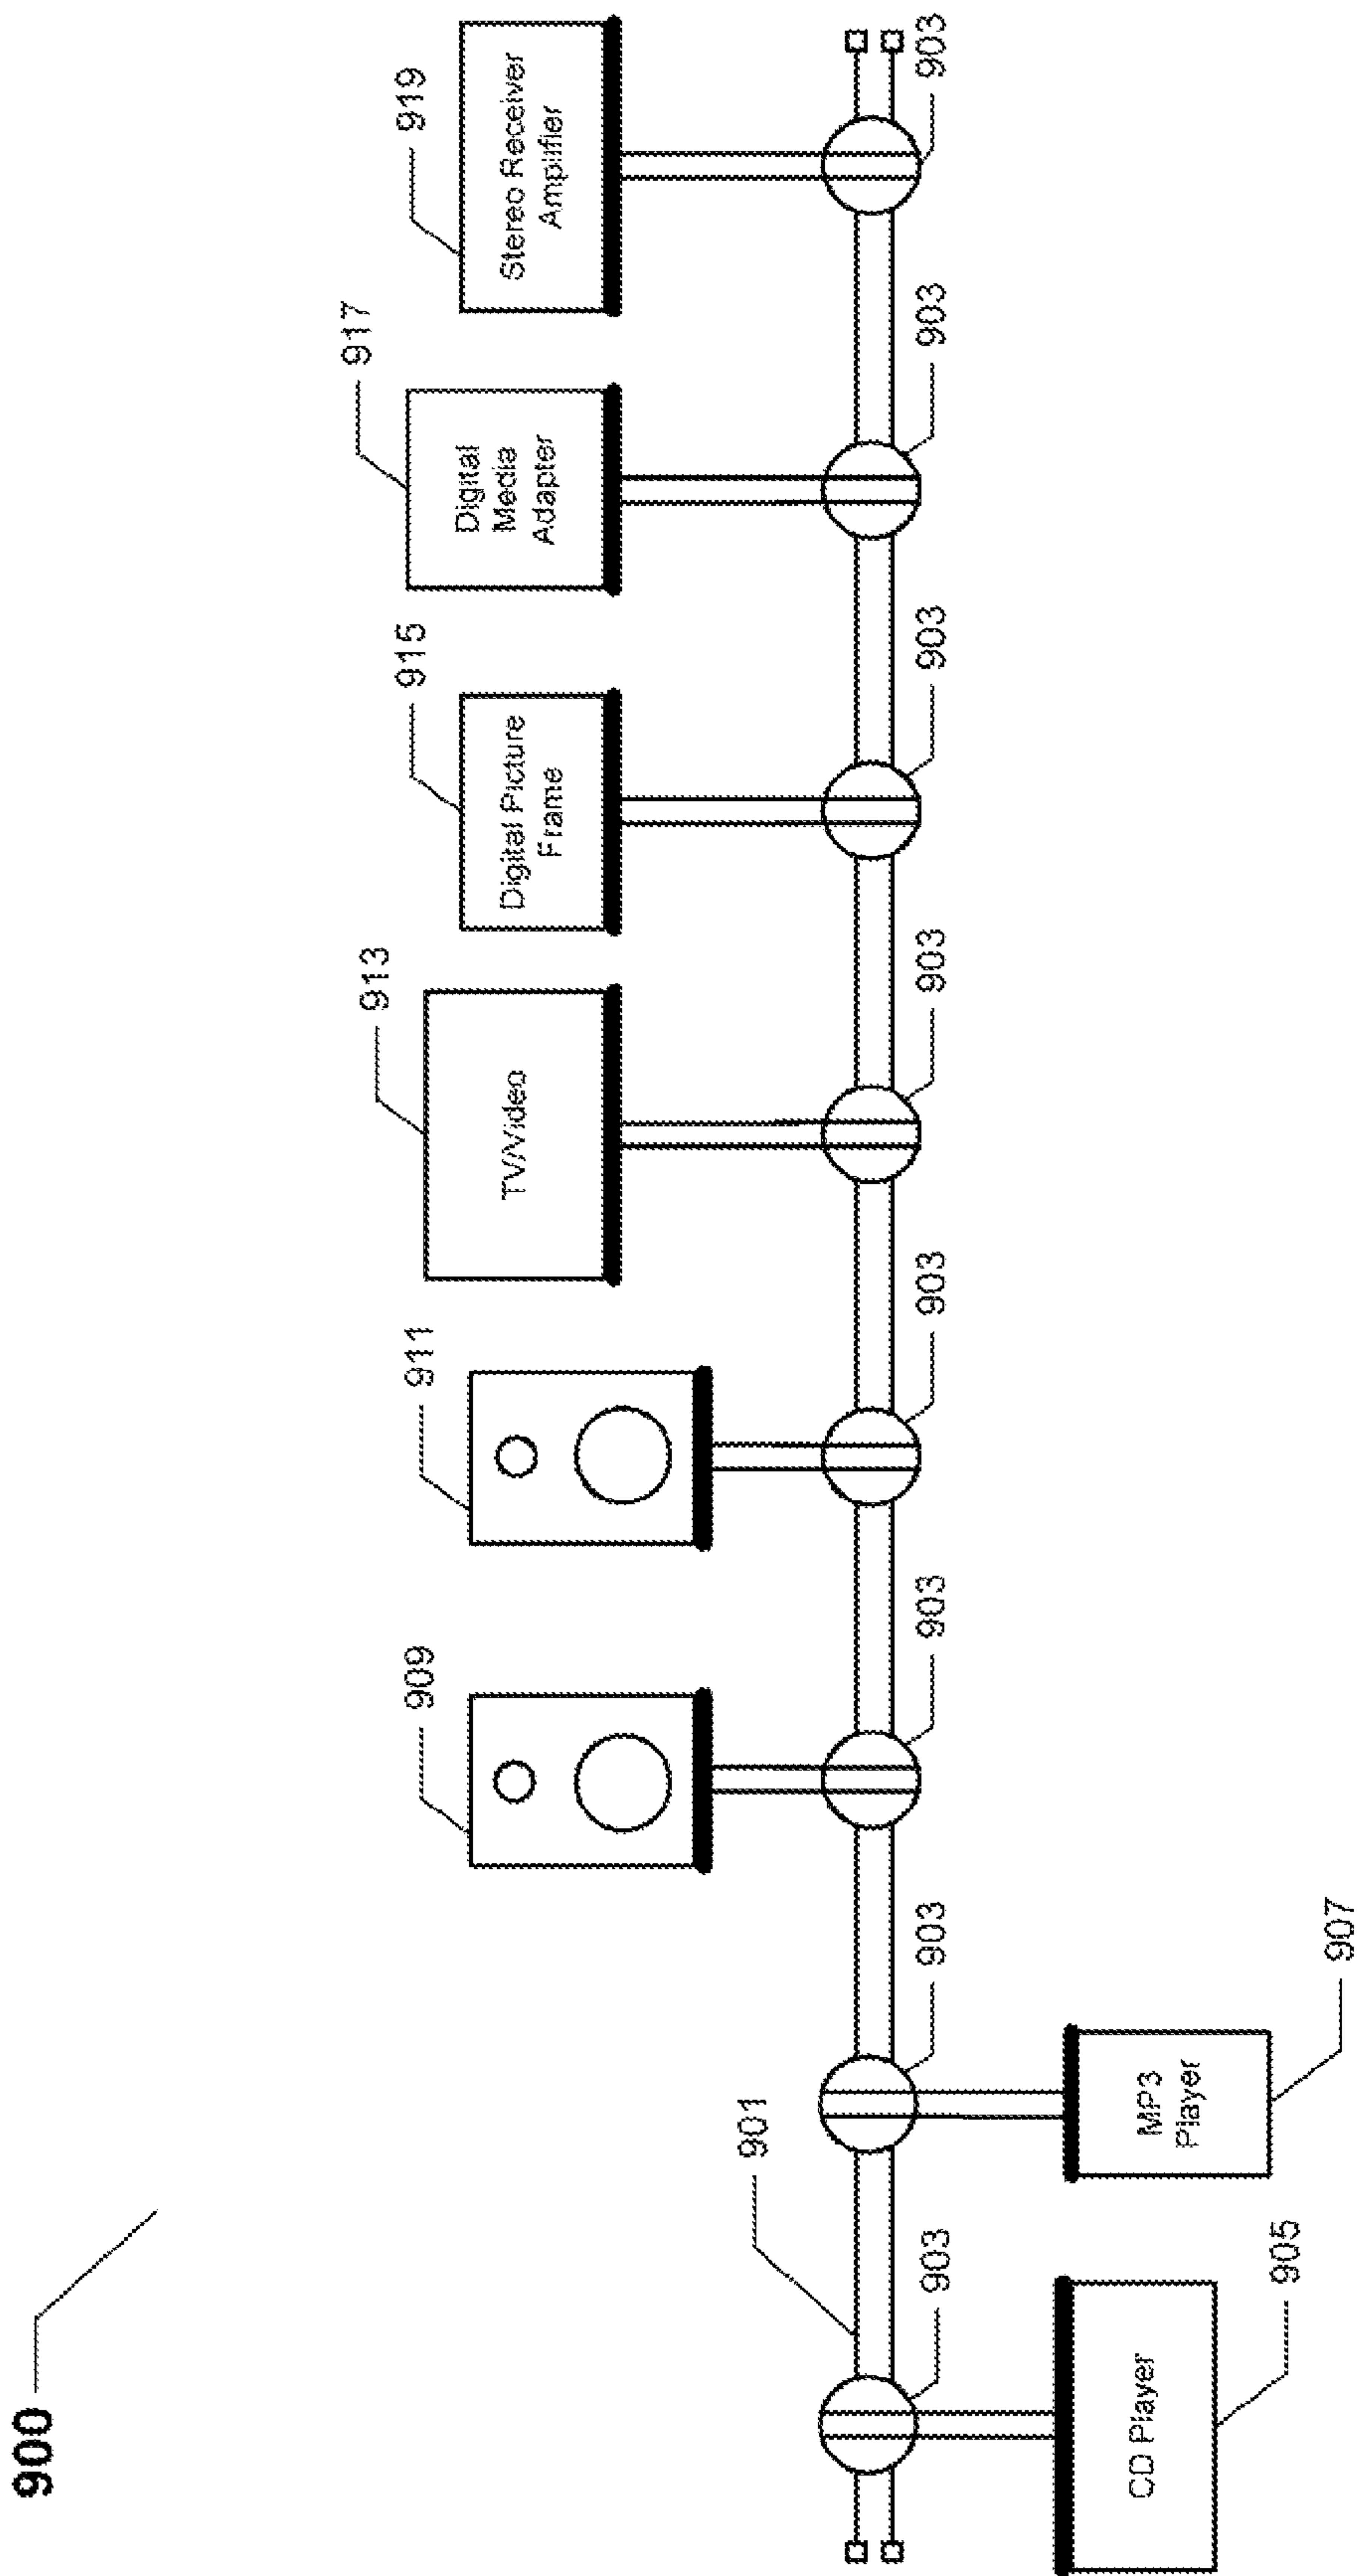 900
901
903
903
903
903
903
903
903
903
CD Player
905
MP3
Player
907
909
911
TV/Video
913
Digital Picture
Frame
915
Digital
Media
Adapter
917
Stereo Receiver
Amplifier
919